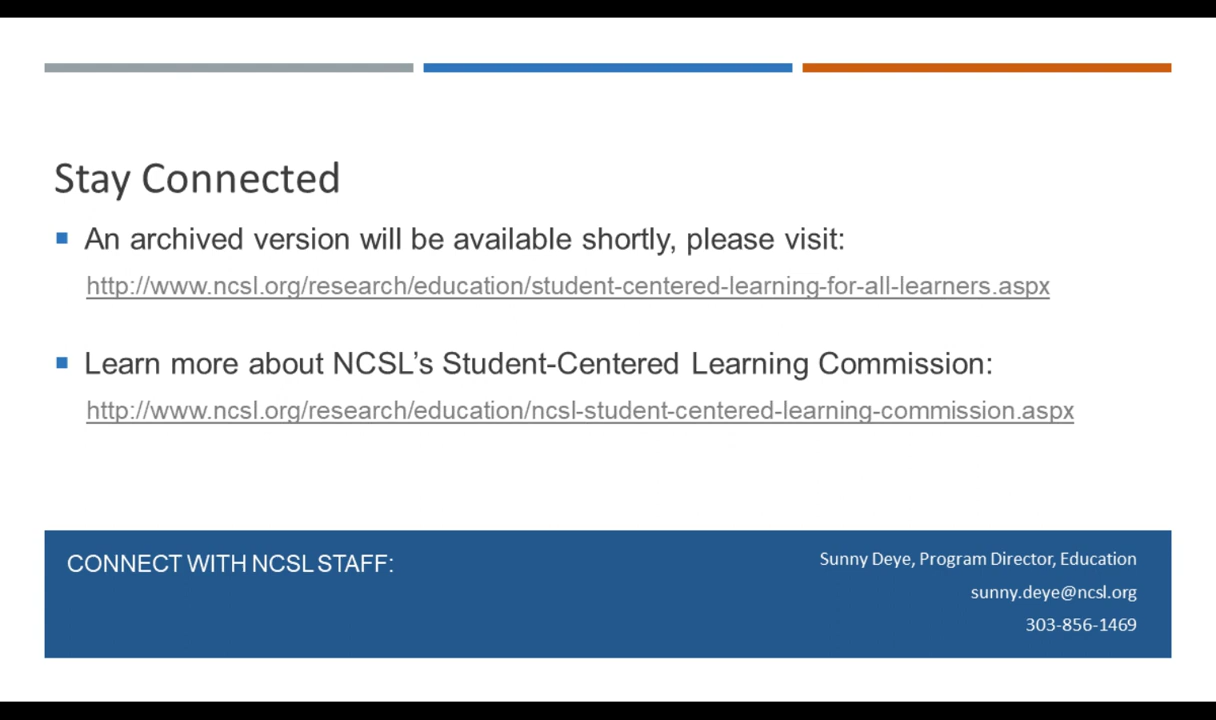 Stay Connected
An archived version will be available shortly, please visit:
http://www.ncsl.org/research/education/student-centered-learning-for-all-learners.aspx
Learn more about NCSL’s Student-Centered Learning Commission:
http://www.ncsl.org/research/education/ncsl-student-centered-learning-commission.aspx
CONNECT WITH NCSL STAFF:
Sunny Deye, Program Director, Education
sunny.deye@ncsl.org
303-856-1469